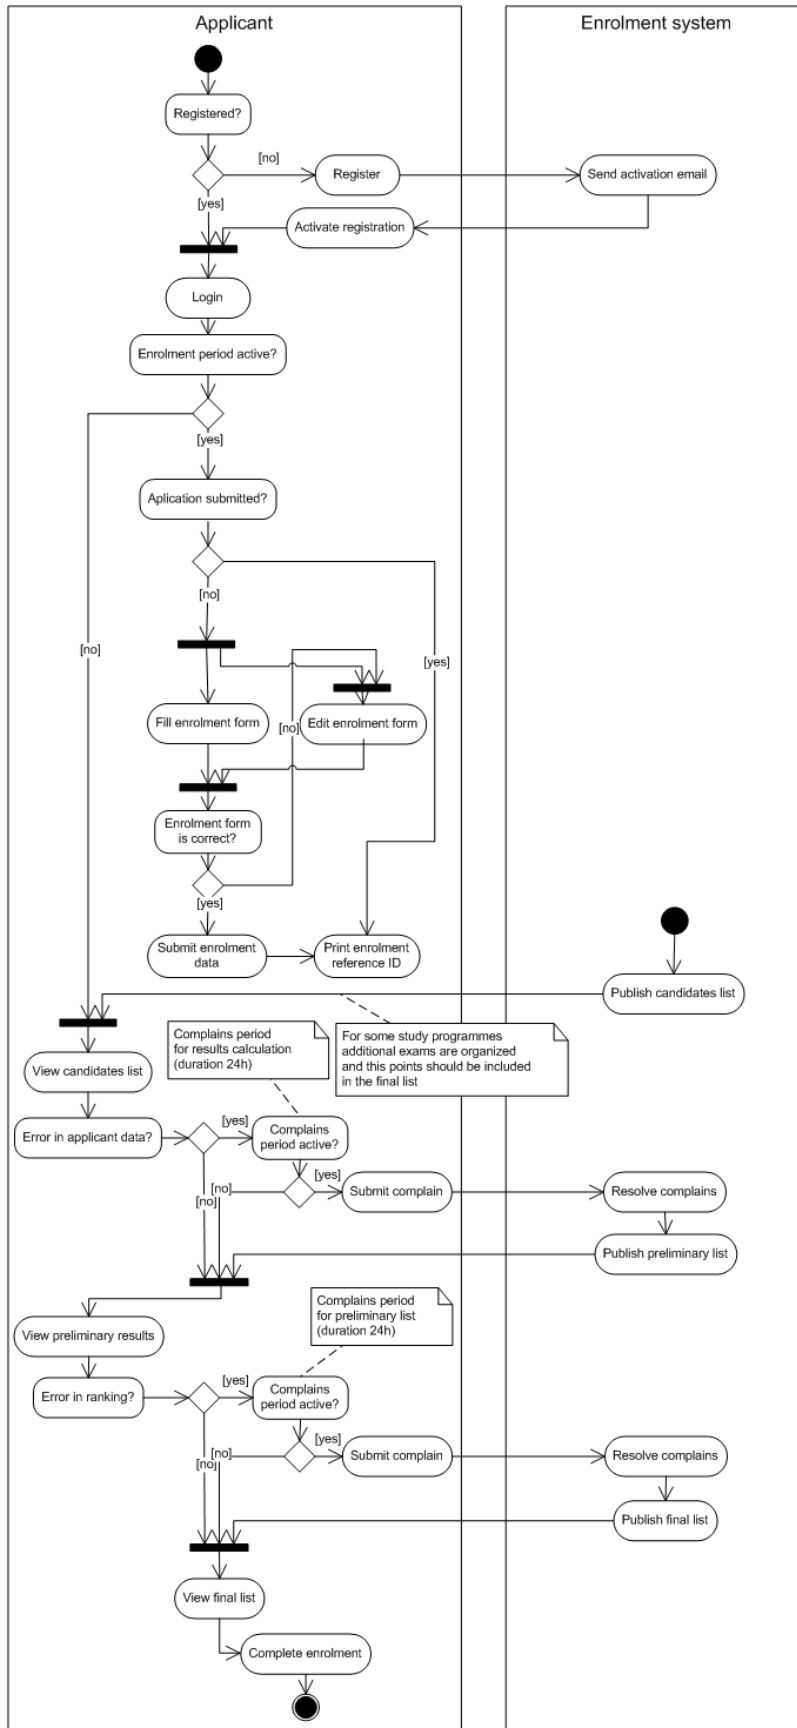 Applicant
Enrolment system
Registered?
[no]
Register
Send activation email
[yes]
Activate registration
Login
Enrolment period active?
[yes]
Aplication submitted?
[no]
[no]
[yes]
Fill enrolment form
[no]
Edit enrolment form
Enrolment form
is correct?
[yes]
Submit enrolment
data
Print enrolment
reference ID
Publish candidates list
Complains period
for results calculation
(duration 24h)
For some study programmes
additional exams are organized
and this points should be included
in the final list
View candidates list
Error in applicant data?
[yes]
Complains
period active?
[yes]
[no]
[no]
Submit complain
Resolve complains
Publish preliminary list
Complains period
for preliminary list
(duration 24h)
View preliminary results
Error in ranking?
[yes]
Complains
period active?
[yes]
[no]
[no]
Submit complain
Resolve complains
Publish final list
View final list
Complete enrolment